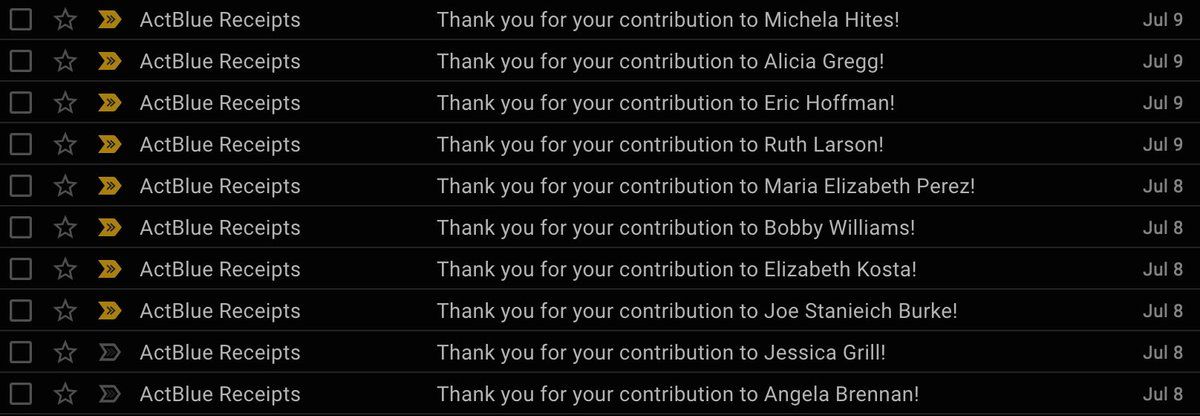 ActBlue Receipts Thank you for your contribution to Michela Hites! Jul 9
ActBlue Receipts Thank you for your contribution to Alicia Gregg! Jul 9
ActBlue Receipts Thank you for your contribution to Eric Hoffman! Jul 9
ActBlue Receipts Thank you for your contribution to Ruth Larson! Jul 9
ActBlue Receipts Thank you for your contribution to Maria Elizabeth Perez! Jul 8
ActBlue Receipts Thank you for your contribution to Bobby Williams! Jul 8
ActBlue Receipts Thank you for your contribution to Elizabeth Kosta! Jul 8
ActBlue Receipts Thank you for your contribution to Joe Stanieich Burke! Jul 8
ActBlue Receipts Thank you for your contribution to Jessica Grill! Jul 8
ActBlue Receipts Thank you for your contribution to Angela Brennan! Jul 8